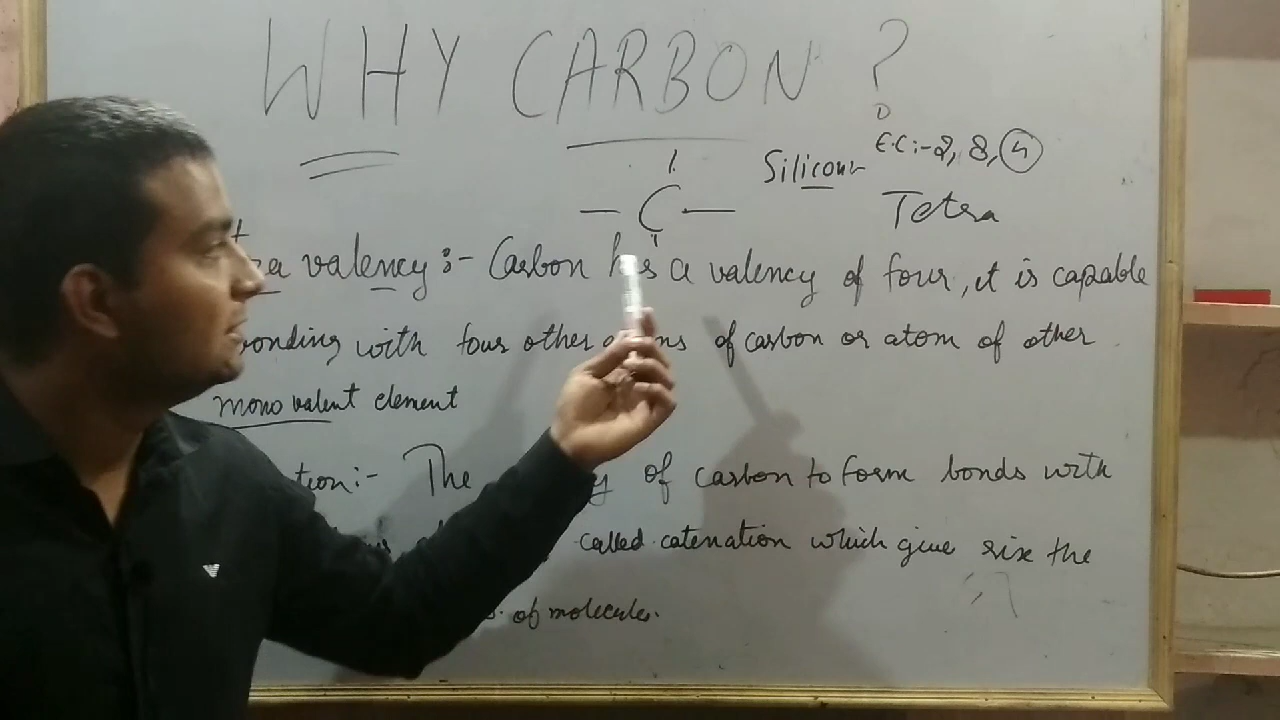 WHY CARBON ?
Silicon E.C:-2, 8, 4
C Tetra
valency :- Carbon has a valency of four, it is capable
bonding with four other atoms of carbon or atom of other
mono valent element
The of carbon to form bonds with
called catenation which give rise the
of molecules.